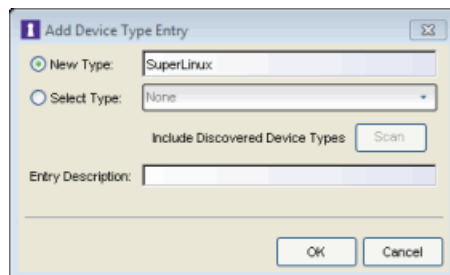 Add Device Type Entry
New Type: SuperLinux
Select Type: None
Include Discovered Device Types Scan
Entry Description:
OK Cancel